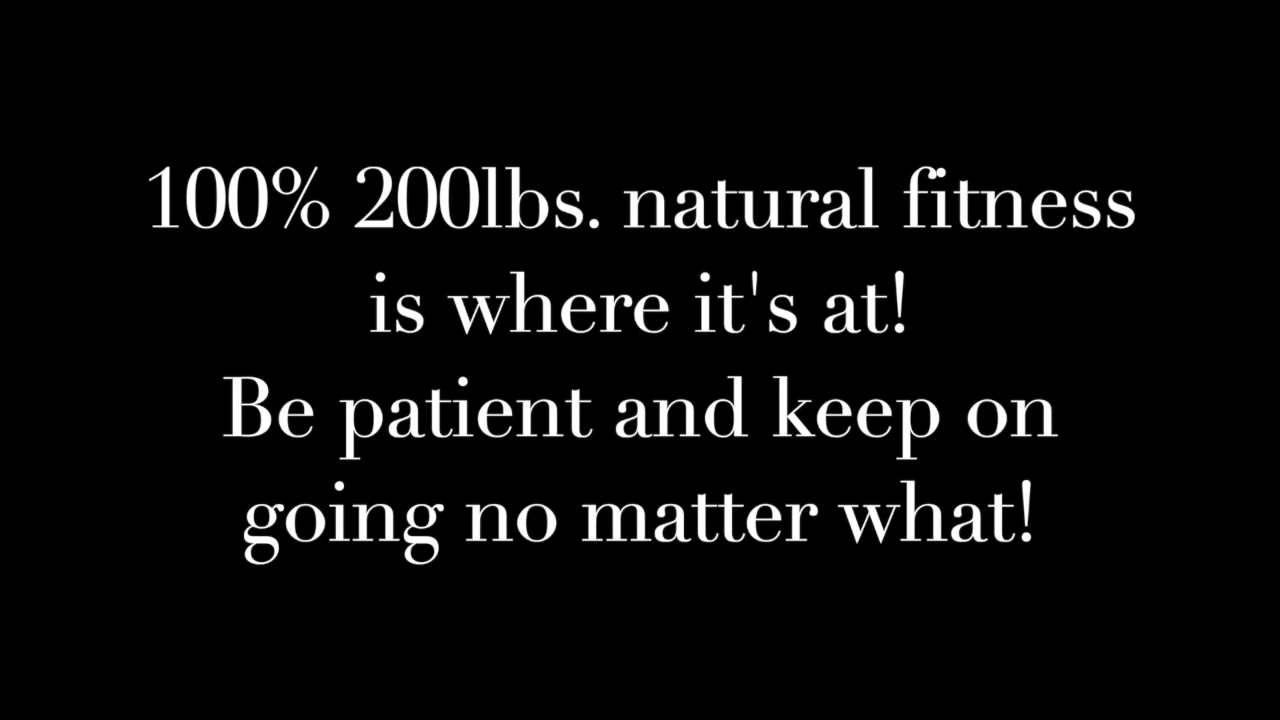 100% 200lbs. natural fitness
is where it's at!
Be patient and keep on
going no matter what!